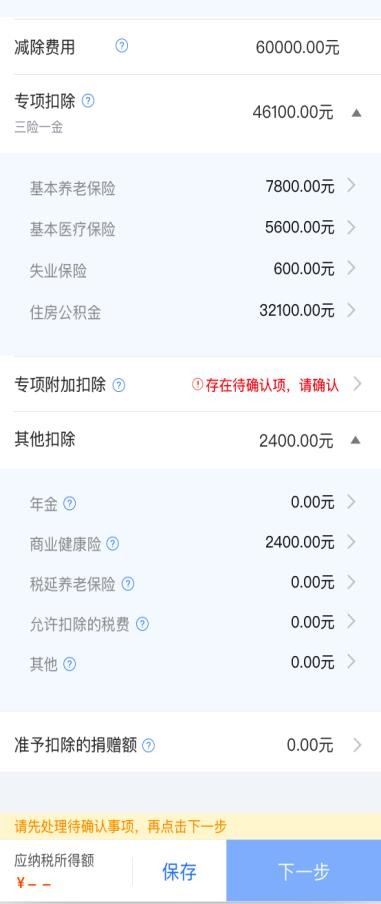 减除费用 60000.00元
专项扣除 46100.00元
三险一金
基本养老保险 7800.00元
基本医疗保险 5600.00元
失业保险 600.00元
住房公积金 32100.00元
专项附加扣除 存在待确认项，请确认
其他扣除 2400.00元
年金 0.00元
商业健康险 2400.00元
税延养老保险 0.00元
允许扣除的税费 0.00元
其他 0.00元
准予扣除的捐赠额 0.00元
请先处理待确认事项，再点击下一步
应纳税所得额 保存 下一步
¥－－